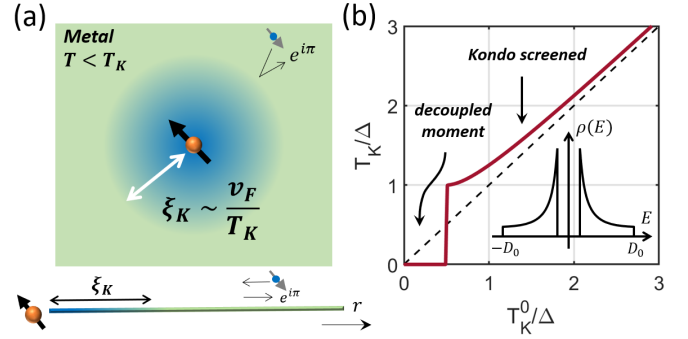 (a)
Metal
T < T_K
e^{iπ}
ξ_K ~ v_F/T_K
ξ_K
e^{iπ}
r
(b)
3
2
1
0
T_K/Δ
Kondo screened
decoupled
moment
ρ(E)
E
−D_0
D_0
0
1
2
3
T_K^0/Δ